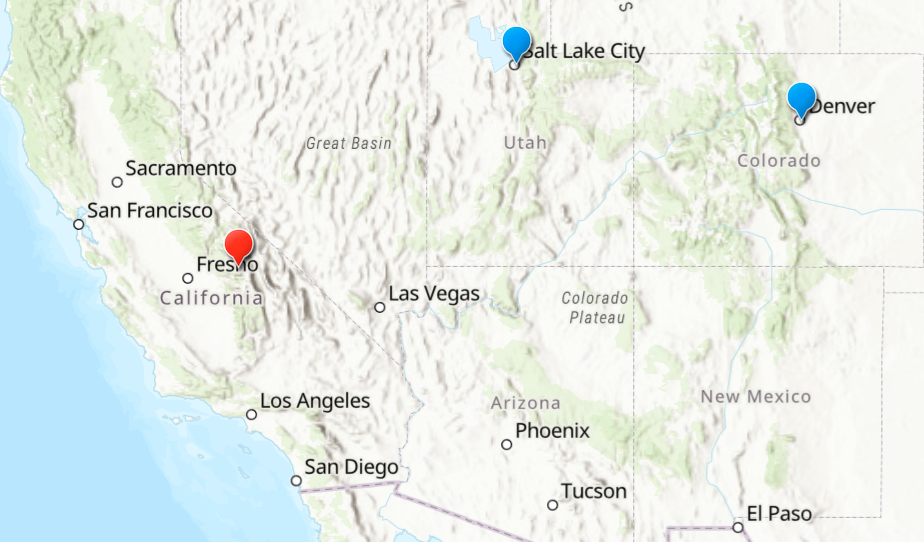 S
Salt Lake City
Denver
Great Basin
Utah
Colorado
Sacramento
San Francisco
Fresno
California
Las Vegas
Colorado
Plateau
Los Angeles
Arizona
New Mexico
Phoenix
San Diego
Tucson
El Paso